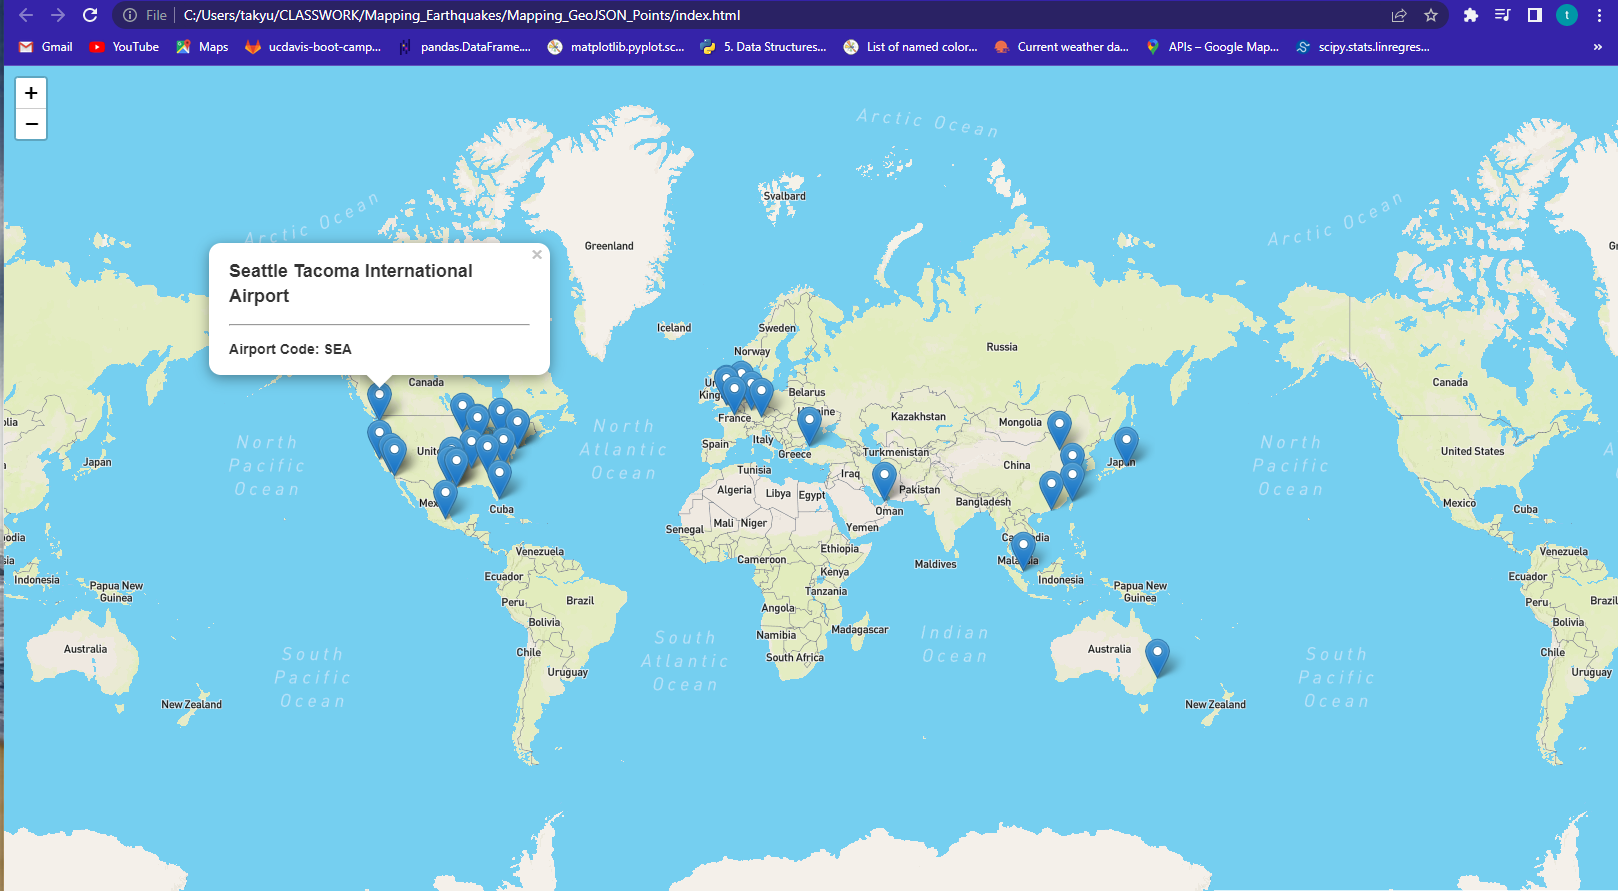 File C:/Users/takyu/CLASSWORK/Mapping_Earthquakes/Mapping_GeoJSON_Points/index.html
t
Gmail YouTube Maps ucdavis-boot-camp... pandas.DataFrame.... matplotlib.pyplot.sc... 5. Data Structures... List of named color... Current weather da... APIs – Google Map... scipy.stats.linregres... »
+
−
Arctic Ocean
Svalbard
Arctic Ocean
Arctic Ocean
Greenland
Gr
×
Seattle Tacoma International
Airport
Airport Code: SEA
Iceland
Sweden
Norway
Russia
Canada
Belarus
Canada
France
Kazakhstan
Mongolia
North
Atlantic
Ocean
North
Pacific
Ocean
Japan
Spain
Italy
Greece
Turkmenistan
China
Japan
North
Pacific
Ocean
United States
Tunisia
Iraq
Algeria
Libya
Egypt
Pakistan
Bangladesh
Mexico
Cuba
Cuba
Oman
Senegal
Mali
Niger
Yemen
Venezuela
Ethiopia
Cameroon
Maldives
Venezuela
Indonesia
Papua New
Guinea
Ecuador
Kenya
Indonesia
Papua New
Guinea
Ecuador
Peru
Brazil
Tanzania
Angola
Peru
Brazil
Bolivia
Namibia
Madagascar
Bolivia
South
Atlantic
Ocean
Indian
Ocean
Australia
Australia
Chile
Chile
South
Pacific
Ocean
South Africa
South
Pacific
Ocean
Uruguay
Uruguay
New Zealand
New Zealand